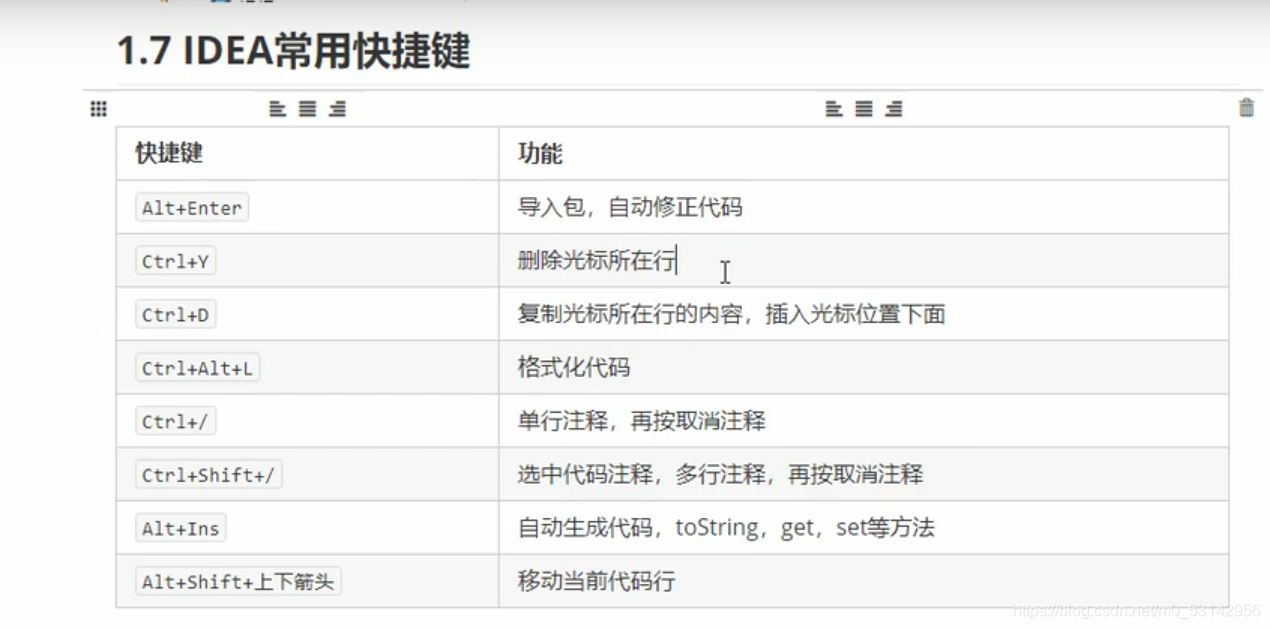 1.7 IDEA常用快捷键
快捷键 功能
Alt+Enter 导入包，自动修正代码
Ctrl+Y 删除光标所在行
Ctrl+D 复制光标所在行的内容，插入光标位置下面
Ctrl+Alt+L 格式化代码
Ctrl+/ 单行注释，再按取消注释
Ctrl+Shift+/ 选中代码注释，多行注释，再按取消注释
Alt+Ins 自动生成代码，toString，get，set等方法
Alt+Shift+上下箭头 移动当前代码行
https://blog.csdn.net/m0_53142956